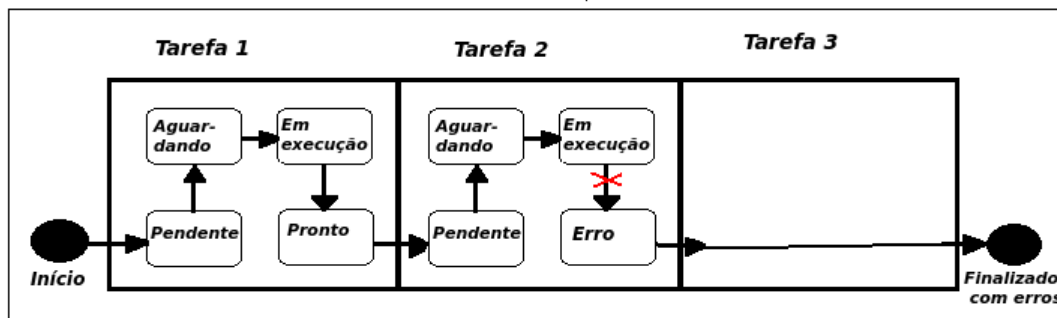 Tarefa 1
Tarefa 2
Tarefa 3
Aguar-
dando
Em
execução
Aguar-
dando
Em
execução
Pendente
Pronto
Pendente
Erro
Início
Finalizado
com erros